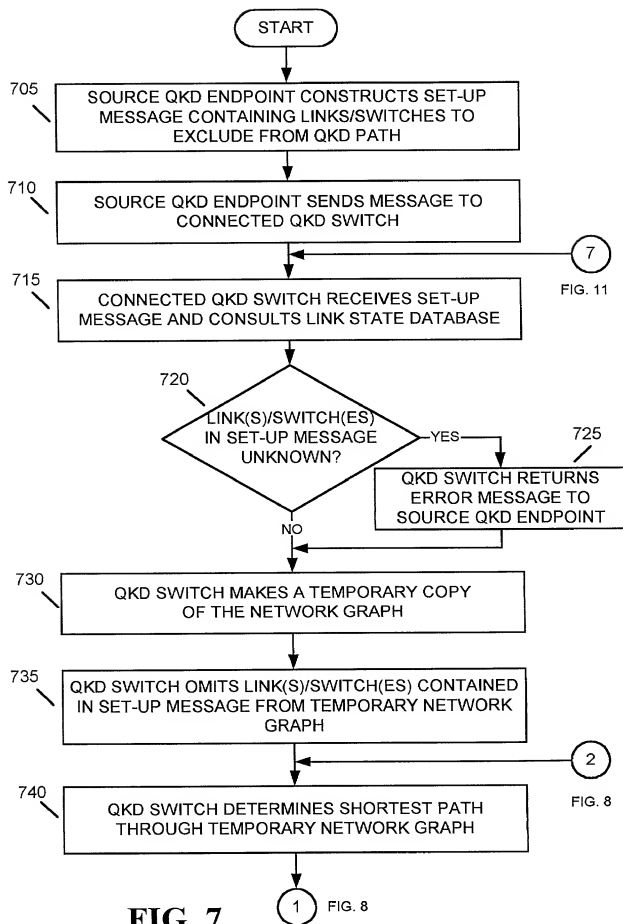 START
705
SOURCE QKD ENDPOINT CONSTRUCTS SET-UP
MESSAGE CONTAINING LINKS/SWITCHES TO
EXCLUDE FROM QKD PATH
710
SOURCE QKD ENDPOINT SENDS MESSAGE TO
CONNECTED QKD SWITCH
7
FIG. 11
715
CONNECTED QKD SWITCH RECEIVES SET-UP
MESSAGE AND CONSULTS LINK STATE DATABASE
720
LINK(S)/SWITCH(ES)
IN SET-UP MESSAGE
UNKNOWN?
YES
725
QKD SWITCH RETURNS
ERROR MESSAGE TO
SOURCE QKD ENDPOINT
NO
730
QKD SWITCH MAKES A TEMPORARY COPY
OF THE NETWORK GRAPH
735
QKD SWITCH OMITS LINK(S)/SWITCH(ES) CONTAINED
IN SET-UP MESSAGE FROM TEMPORARY NETWORK
GRAPH
2
FIG. 8
740
QKD SWITCH DETERMINES SHORTEST PATH
THROUGH TEMPORARY NETWORK GRAPH
1
FIG. 8
FIG. 7